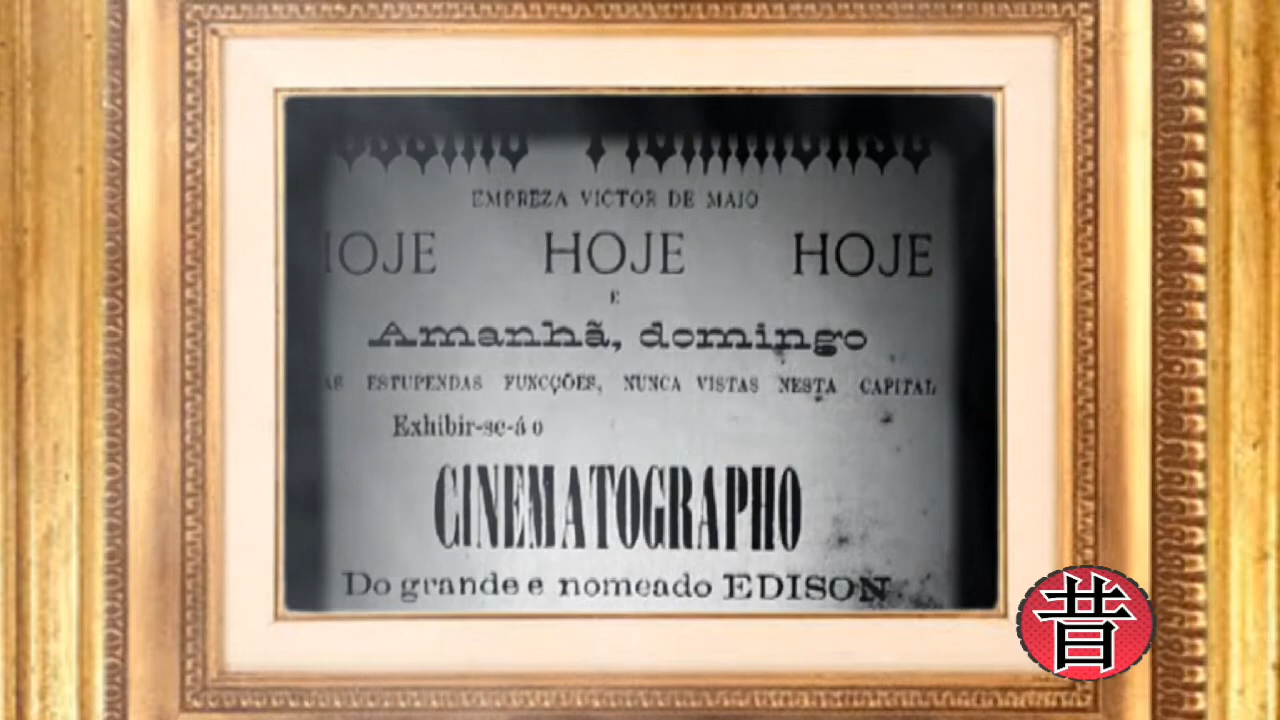 EMPREZA VICTOR DE MAIO
HOJE HOJE HOJE
E
Amanhã, domingo
AS ESTUPENDAS FUNCÇÕES, NUNCA VISTAS NESTA CAPITAL
Exhibir-se-á o
CINEMATOGRAPHO
Do grande e nomeado EDISON
昔